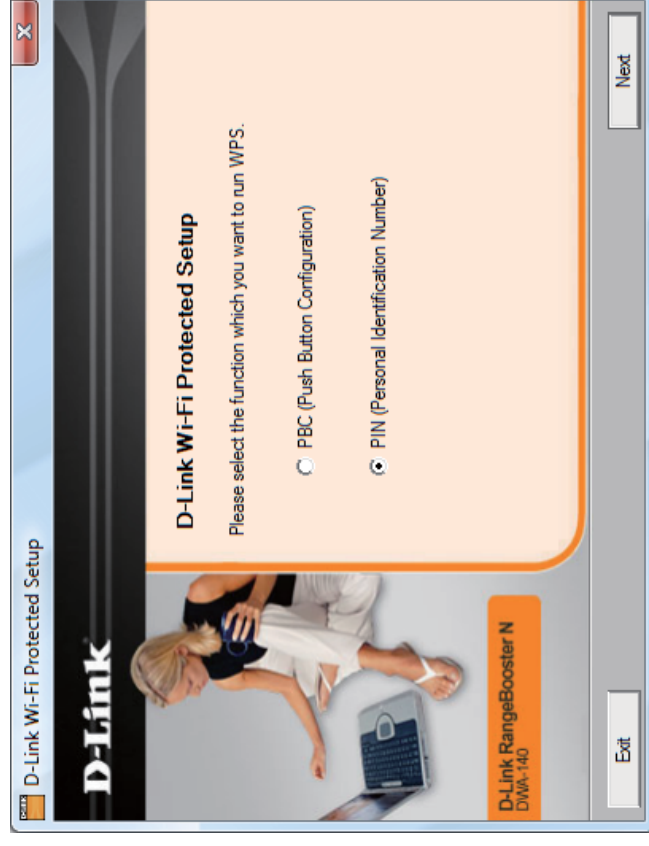 D-Link Wi-Fi Protected Setup
D-Link
D-Link Wi-Fi Protected Setup
Please select the function which you want to run WPS.
PBC (Push Button Configuration)
PIN (Personal Identification Number)
D-Link RangeBooster N
DWA-140
Exit
Next